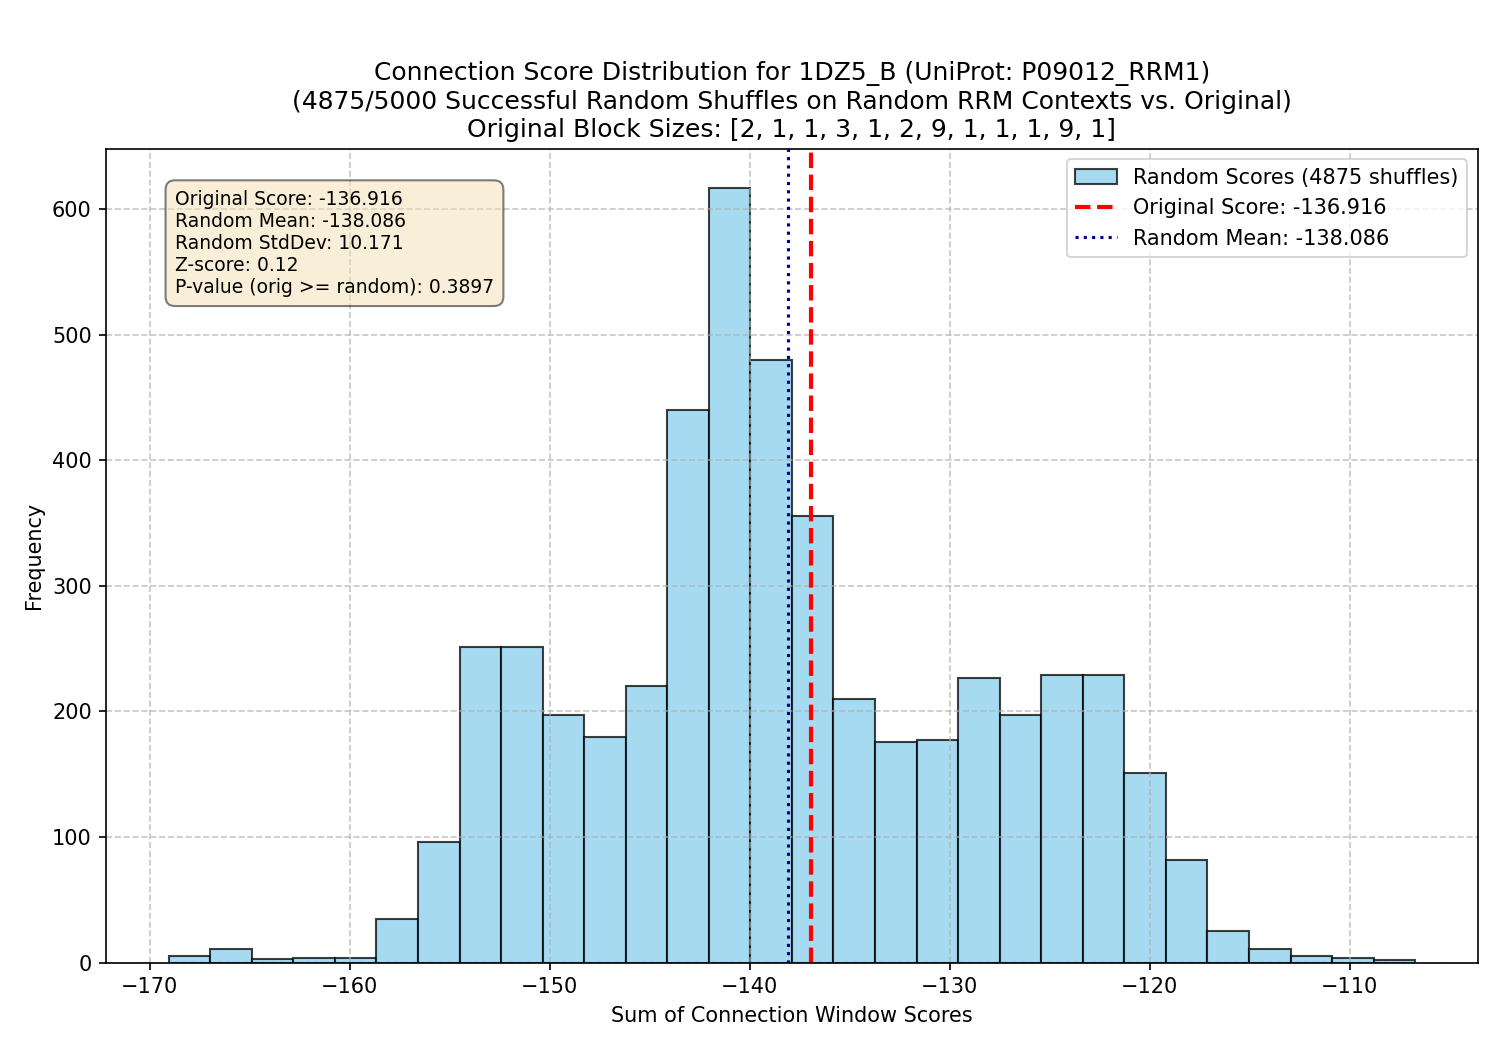 Connection Score Distribution for 1DZ5_B (UniProt: P09012_RRM1)
(4875/5000 Successful Random Shuffles on Random RRM Contexts vs. Original)
Original Block Sizes: [2, 1, 1, 3, 1, 2, 9, 1, 1, 1, 9, 1]
Original Score: -136.916
Random Mean: -138.086
Random StdDev: 10.171
Z-score: 0.12
P-value (orig >= random): 0.3897
Random Scores (4875 shuffles)
Original Score: -136.916
Random Mean: -138.086
Frequency
600
500
400
300
200
100
0
−170
−160
−150
−140
−130
−120
−110
Sum of Connection Window Scores